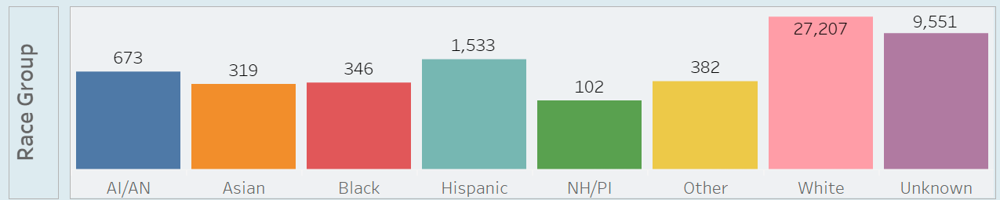 Race Group
673
319
346
1,533
102
382
27,207
9,551
AI/AN
Asian
Black
Hispanic
NH/PI
Other
White
Unknown